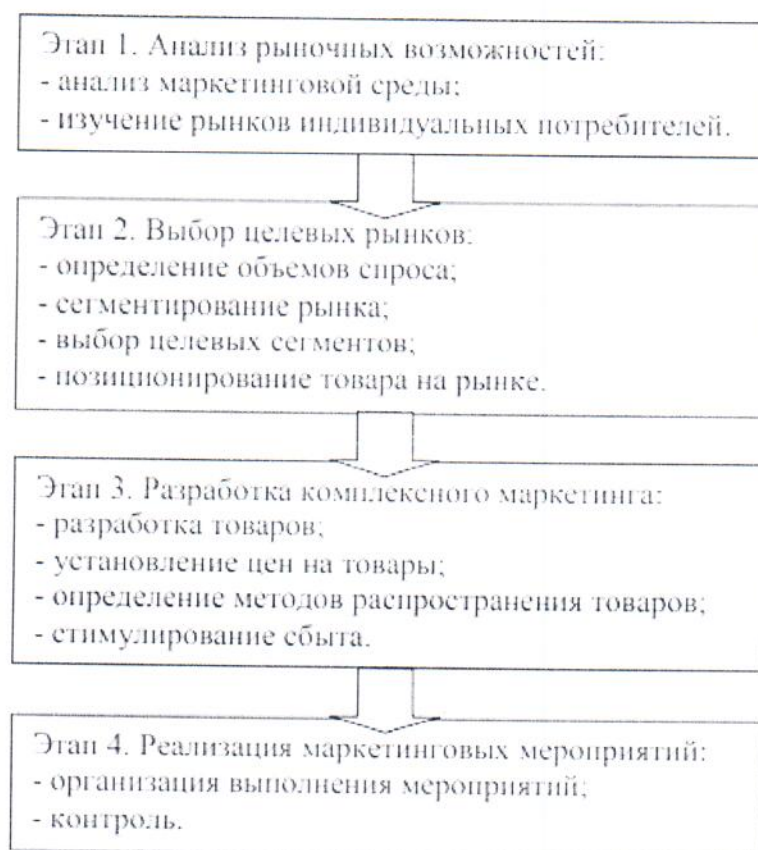 Этап 1. Анализ рыночных возможностей:
- анализ маркетинговой среды;
- изучение рынков индивидуальных потребителей.
Этап 2. Выбор целевых рынков:
- определение объемов спроса;
- сегментирование рынка;
- выбор целевых сегментов;
- позиционирование товара на рынке.
Этап 3. Разработка комплексного маркетинга:
- разработка товаров;
- установление цен на товары;
- определение методов распространения товаров;
- стимулирование сбыта.
Этап 4. Реализация маркетинговых мероприятий:
- организация выполнения мероприятий;
- контроль.